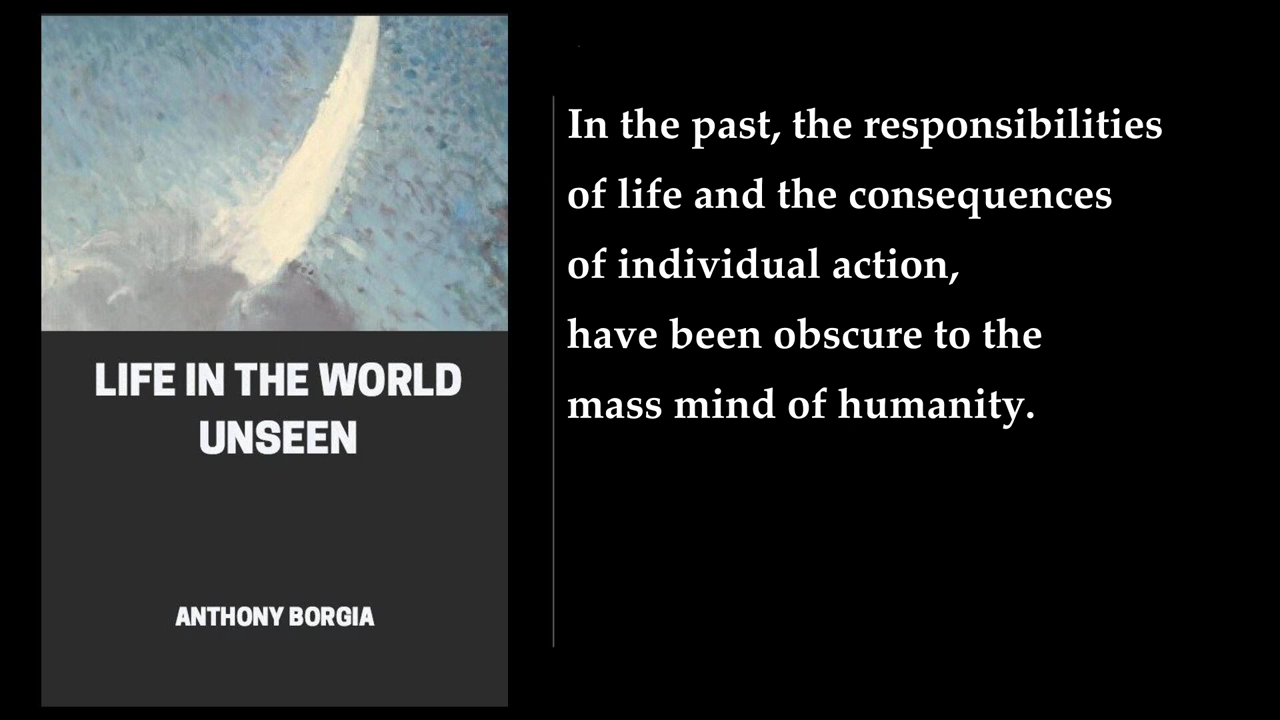 LIFE IN THE WORLD
UNSEEN
ANTHONY BORGIA
In the past, the responsibilities
of life and the consequences
of individual action,
have been obscure to the
mass mind of humanity.